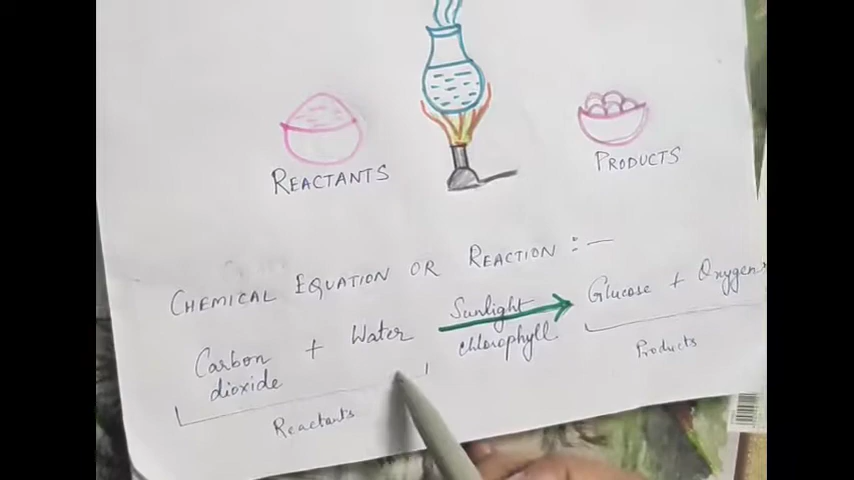 REACTANTS
PRODUCTS
CHEMICAL EQUATION OR REACTION :—
Carbon dioxide + Water Sunlight chlorophyll Glucose + Oxygen
Reactants
Products